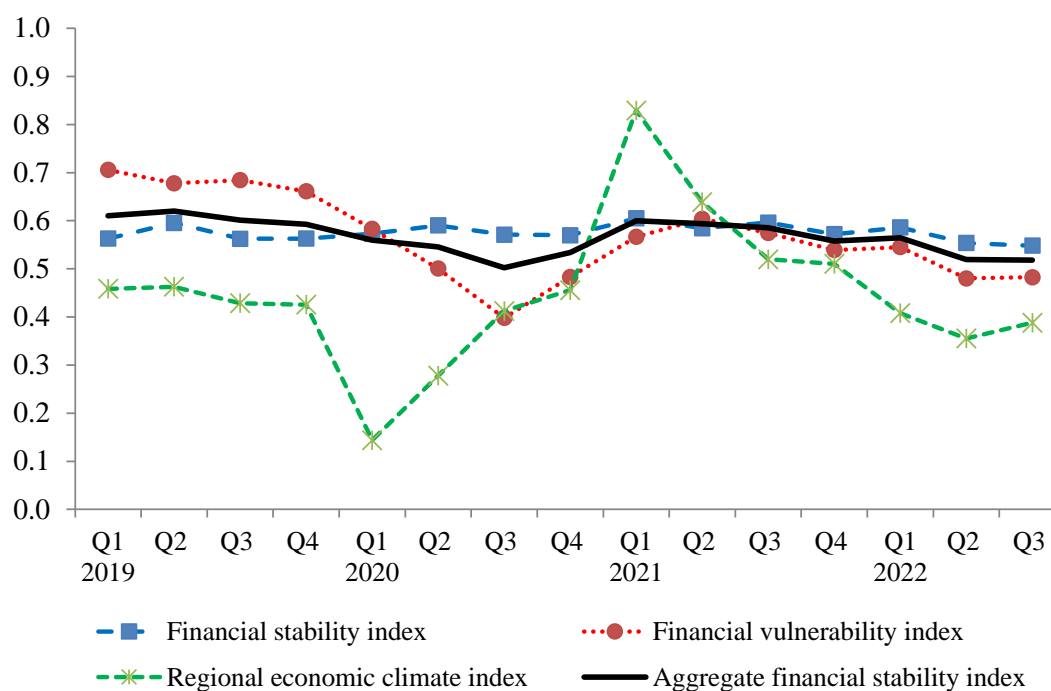 1.0
0.9
0.8
0.7
0.6
0.5
0.4
0.3
0.2
0.1
0.0
Q1 Q2 Q3 Q4 Q1 Q2 Q3 Q4 Q1 Q2 Q3 Q4 Q1 Q2 Q3
2019 2020 2021 2022
Financial stability index Financial vulnerability index
Regional economic climate index Aggregate financial stability index